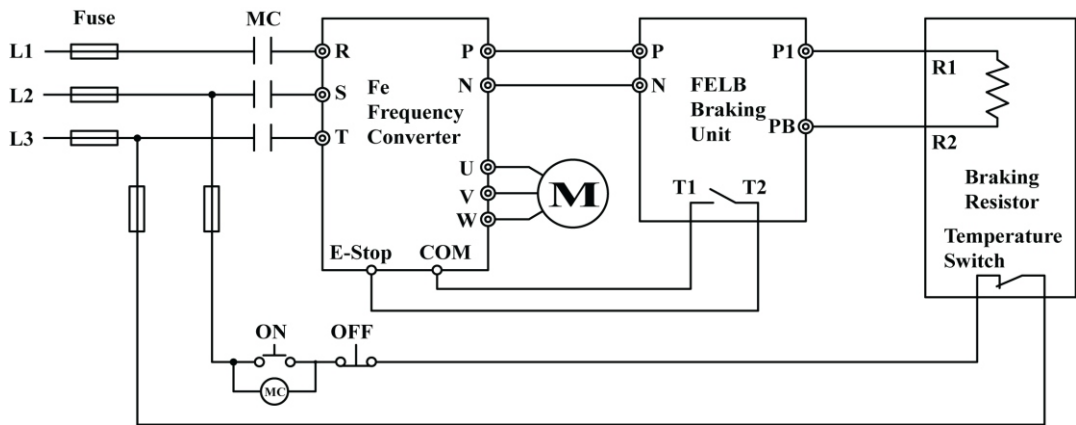 Fuse
MC
L1
L2
L3
R
S
T
Fe
Frequency
Converter
P
N
U
V
W
M
E-Stop
COM
P
N
FELB
Braking
Unit
P1
PB
T1
T2
R1
R2
Braking
Resistor
Temperature
Switch
ON
OFF
MC